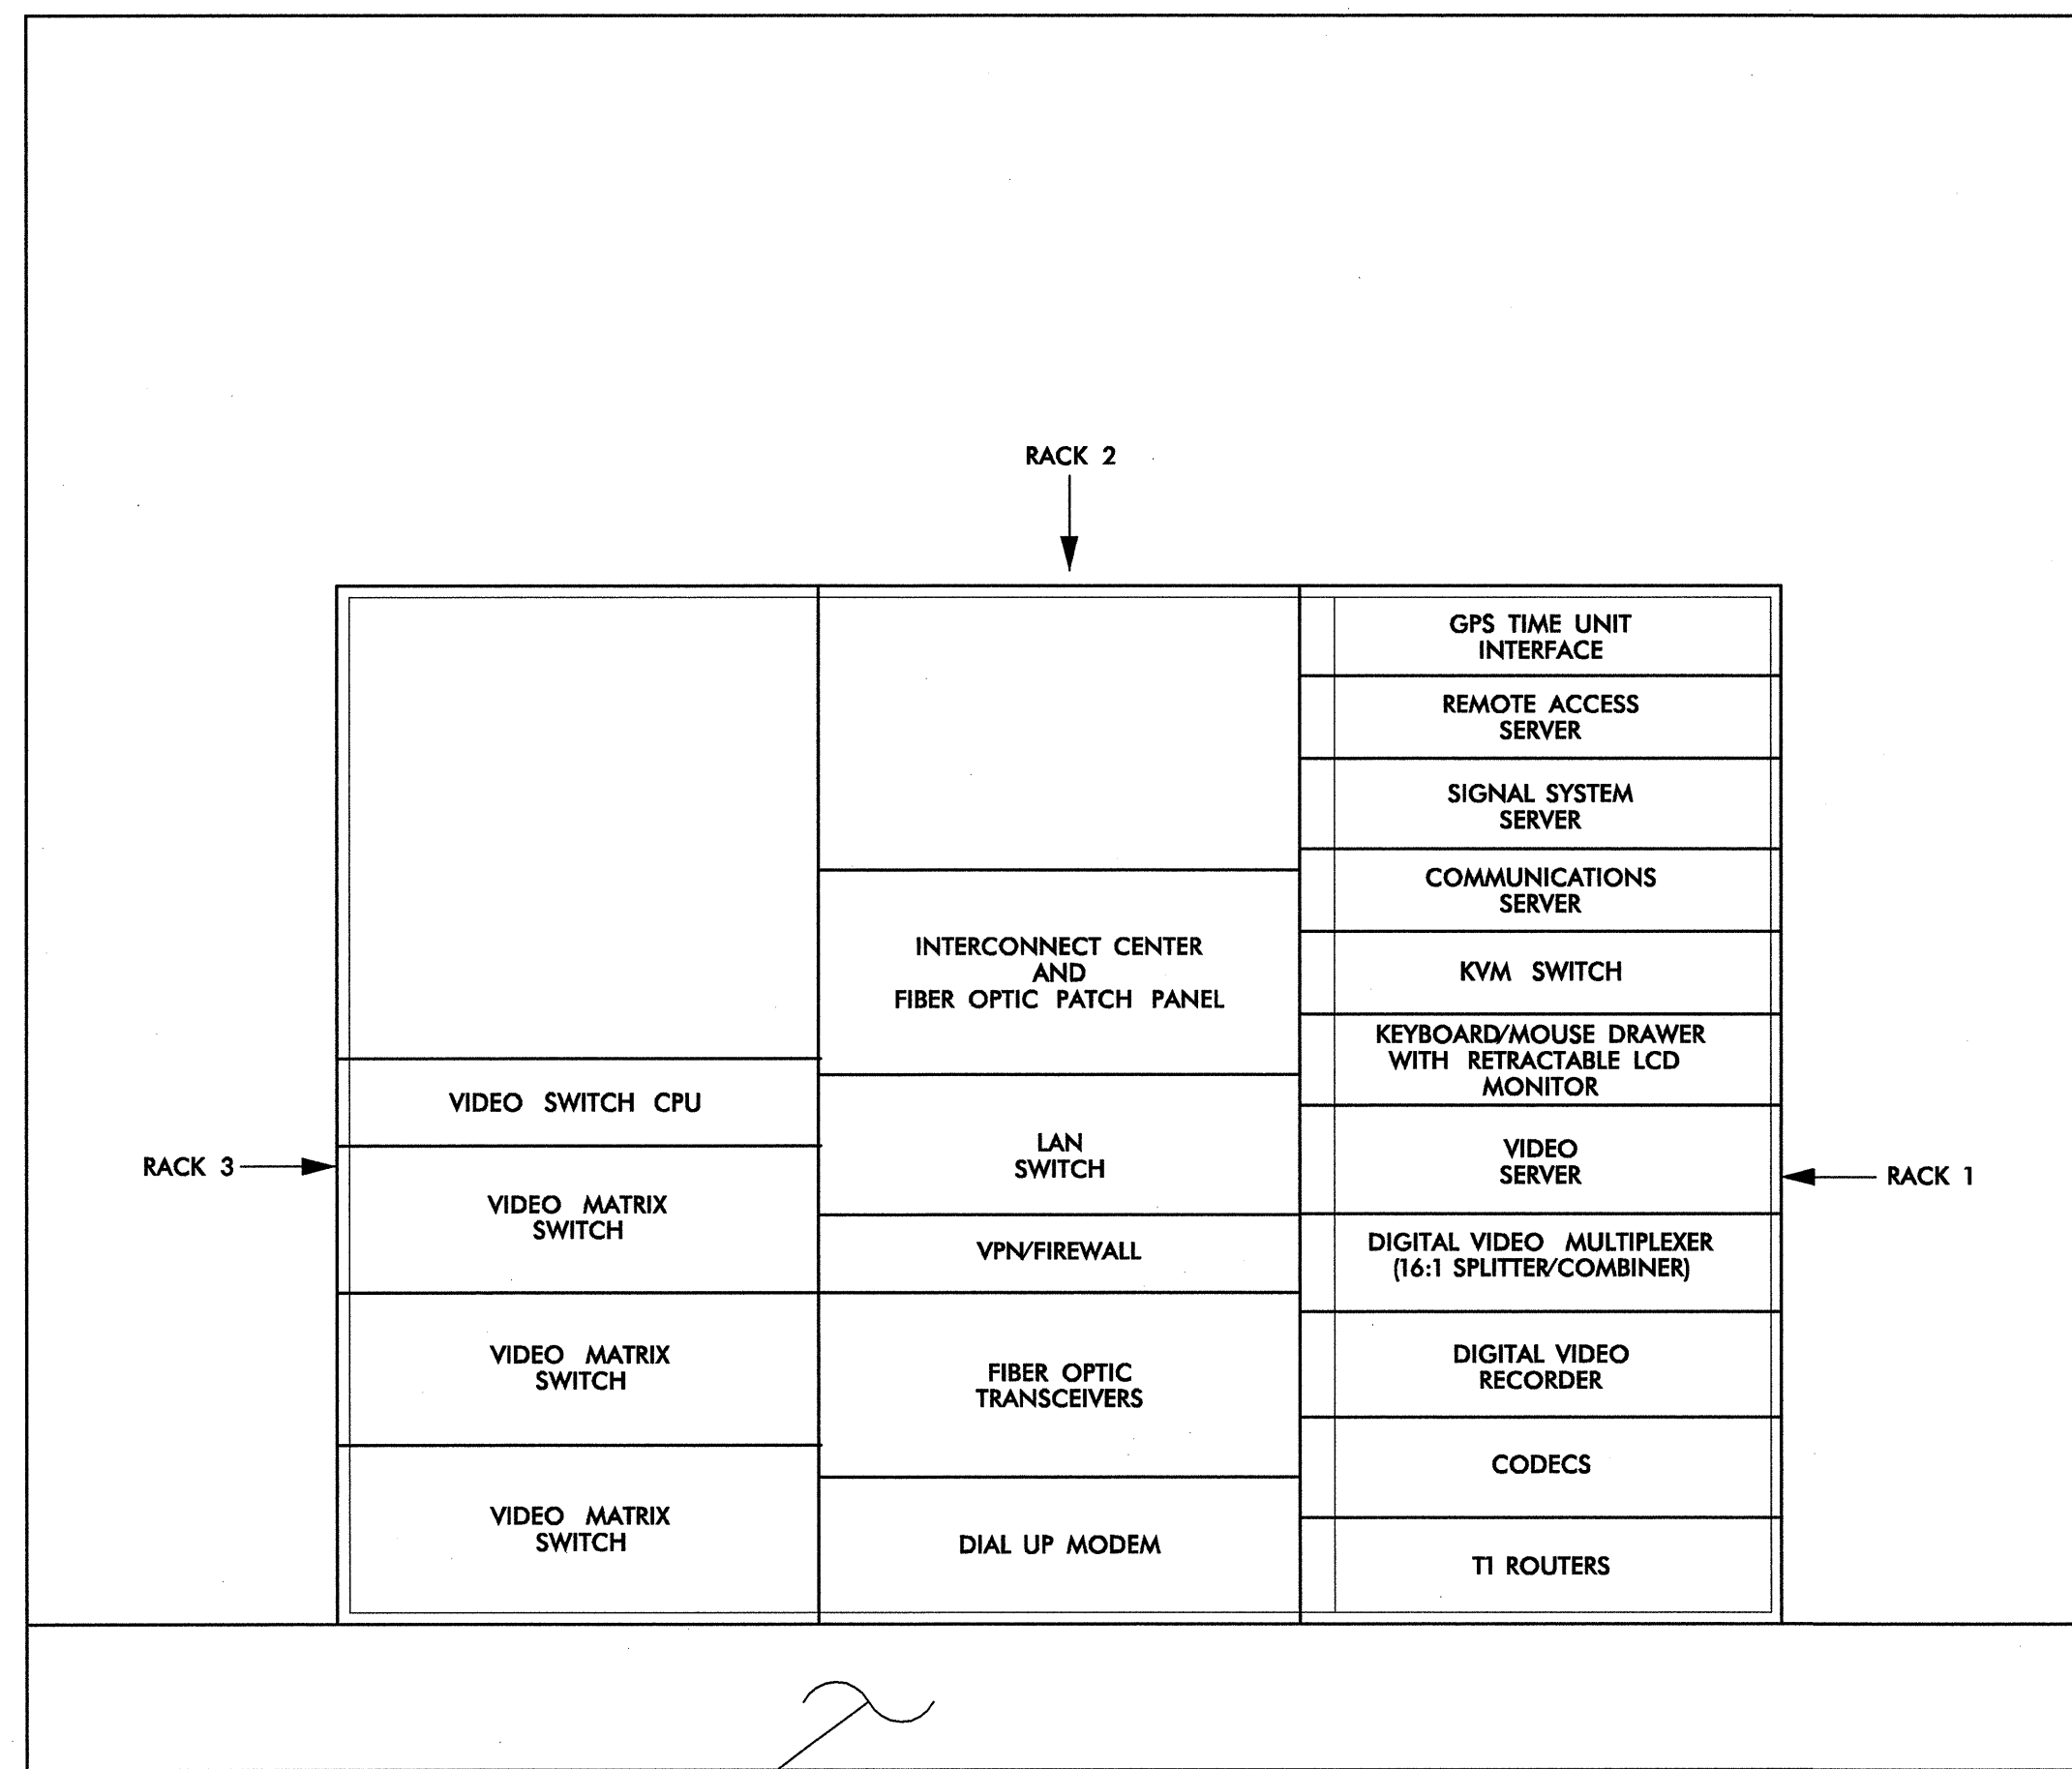 RACK 2
GPS TIME UNIT
INTERFACE
REMOTE ACCESS
SERVER
SIGNAL SYSTEM
SERVER
COMMUNICATIONS
SERVER
KVM SWITCH
KEYBOARD/MOUSE DRAWER
WITH RETRACTABLE LCD
MONITOR
VIDEO
SERVER
DIGITAL VIDEO MULTIPLEXER
(16:1 SPLITTER/COMBINER)
DIGITAL VIDEO
RECORDER
CODECS
T1 ROUTERS
RACK 1
INTERCONNECT CENTER
AND
FIBER OPTIC PATCH PANEL
LAN
SWITCH
VPN/FIREWALL
FIBER OPTIC
TRANSCEIVERS
DIAL UP MODEM
RACK 3
VIDEO SWITCH CPU
VIDEO MATRIX
SWITCH
VIDEO MATRIX
SWITCH
VIDEO MATRIX
SWITCH